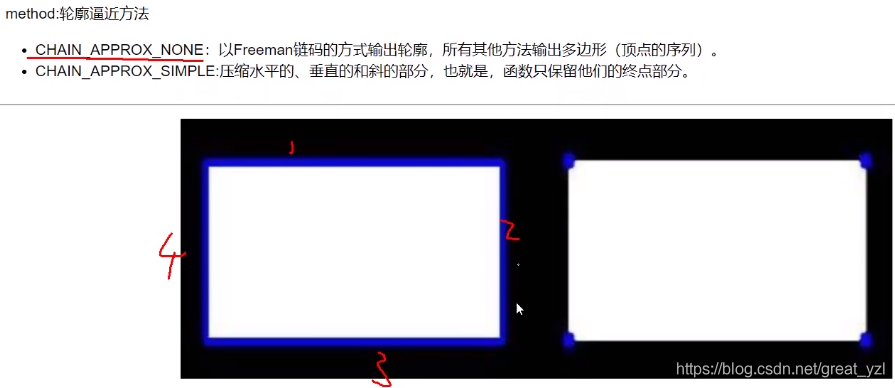 method:轮廓逼近方法
CHAIN_APPROX_NONE：以Freeman链码的方式输出轮廓，所有其他方法输出多边形（顶点的序列）。
CHAIN_APPROX_SIMPLE:压缩水平的、垂直的和斜的部分，也就是，函数只保留他们的终点部分。
1
4
2
3
https://blog.csdn.net/great_yzl